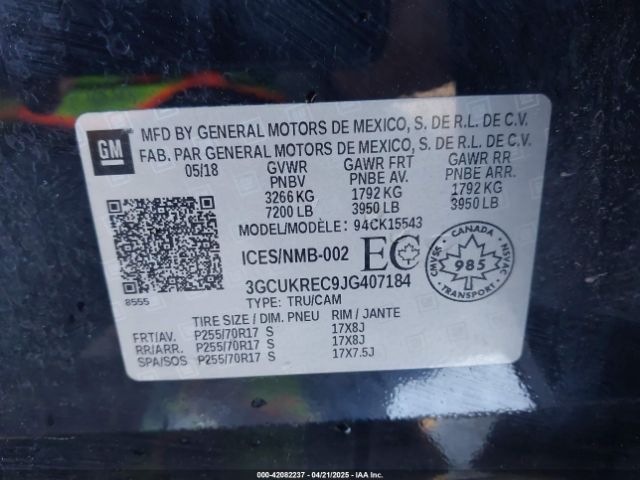 GM
MFD BY GENERAL MOTORS DE MEXICO, S. DE R.L. DE C.V.
FAB. PAR GENERAL MOTORS DE MEXICO, S. DE R.L. DE C.V.
05/18 GVWR GAWR FRT GAWR RR
PNBV PNBE AV. PNBE ARR.
3266 KG 1792 KG 1792 KG
7200 LB 3950 LB 3950 LB
MODEL/MODÈLE: 94CK15543
ICES/NMB-002 EC
CANADA
NSVAC 985 SVNAC
TRANSPORT
3GCUKREC9JG407184
8555
TYPE: TRU/CAM
TIRE SIZE / DIM. PNEU RIM / JANTE
FRT/AV. P255/70R17 S 17X8J
RR/ARR. P255/70R17 S 17X8J
SPA/SOS P255/70R17 S 17X7.5J
000-42082237 - 04/21/2025 - IAAI, Inc.